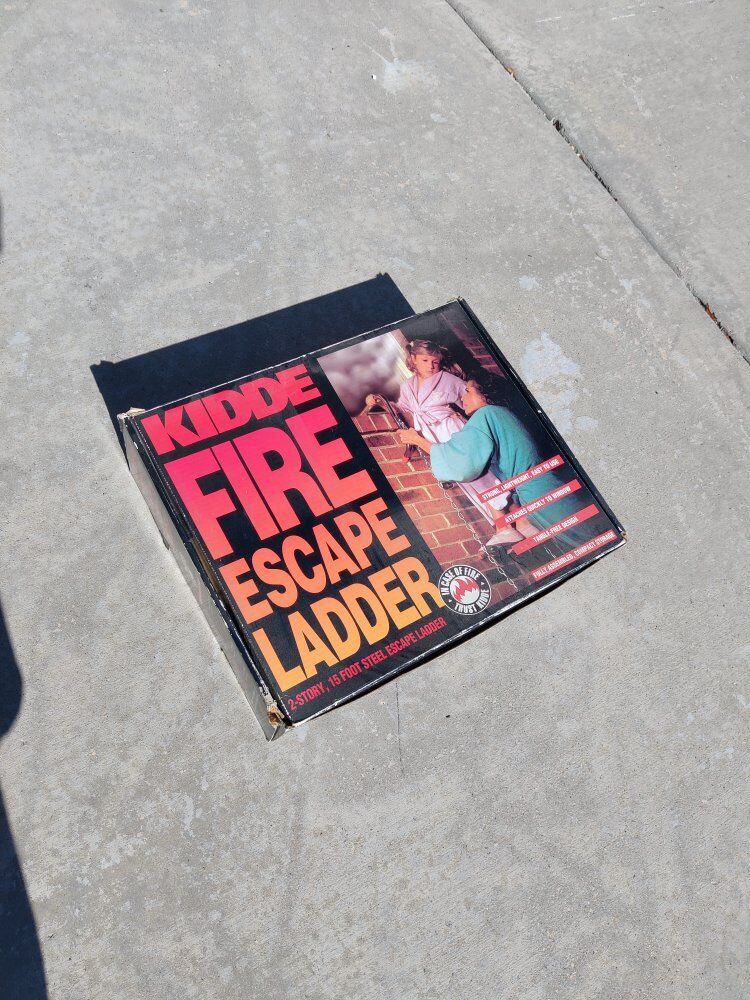 KIDDE
FIRE
ESCAPE
LADDER
2-STORY, 15 FOOT STEEL ESCAPE LADDER
IN CASE OF FIRE
TRUST KIDDE
STRONG, LIGHTWEIGHT, EASY TO USE
ATTACHES QUICKLY TO WINDOW
TANGLE-FREE DESIGN
FULLY ASSEMBLED, COMPACT STORAGE